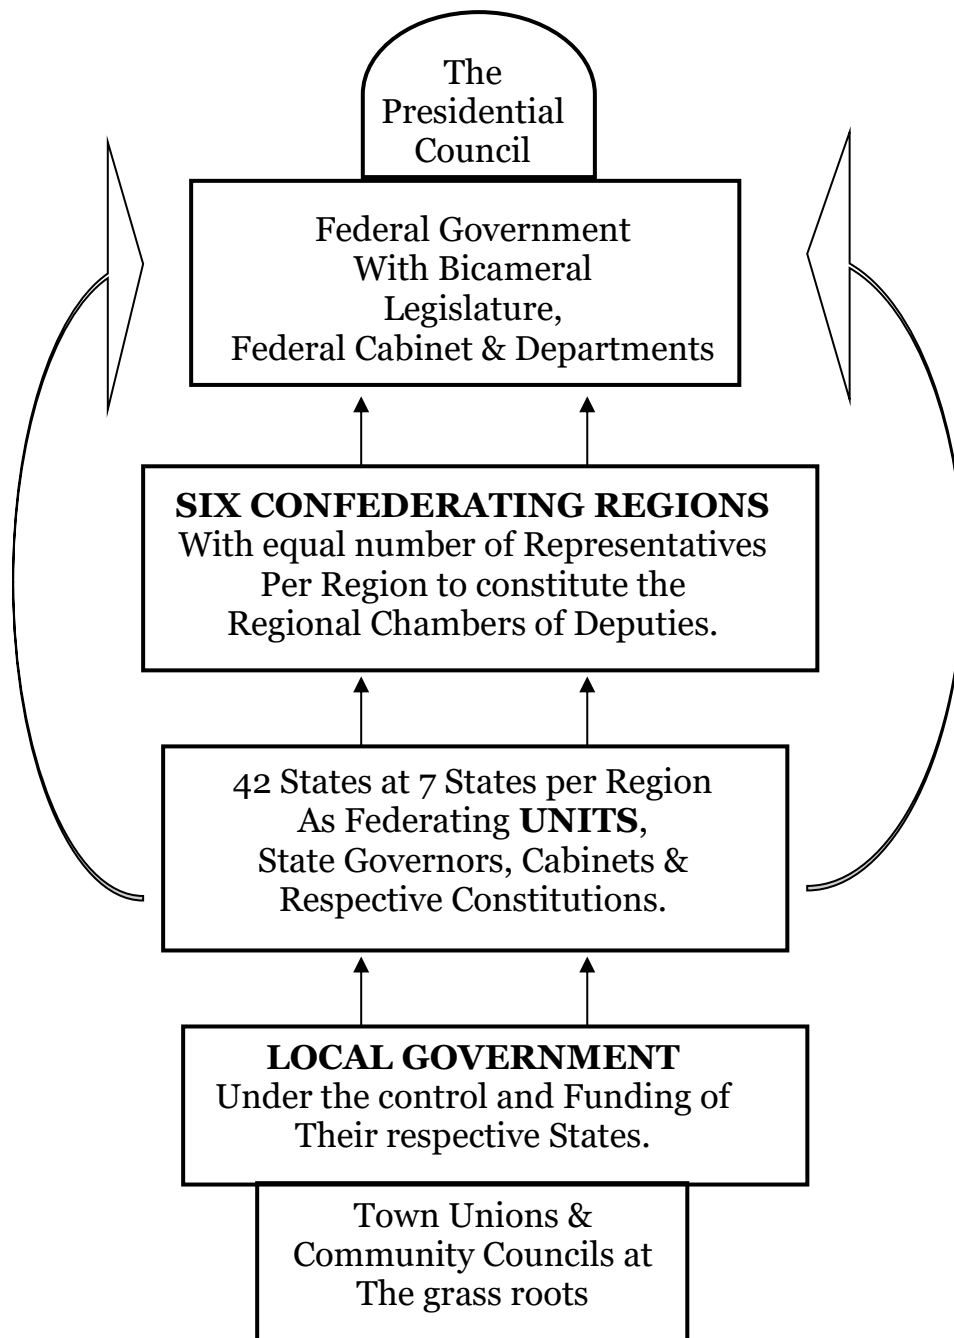 The
Presidential
Council
Federal Government
With Bicameral
Legislature,
Federal Cabinet & Departments
SIX CONFEDERATING REGIONS
With equal number of Representatives
Per Region to constitute the
Regional Chambers of Deputies.
42 States at 7 States per Region
As Federating UNITS,
State Governors, Cabinets &
Respective Constitutions.
LOCAL GOVERNMENT
Under the control and Funding of
Their respective States.
Town Unions &
Community Councils at
The grass roots